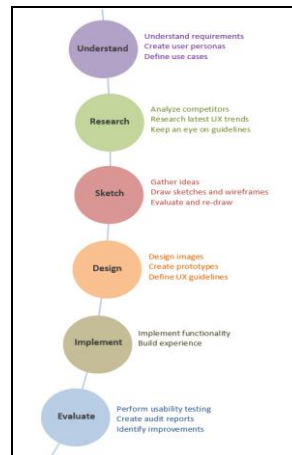 Understand
Understand requirements
Create user personas
Define use cases
Research
Analyze competitors
Research latest UX trends
Keep an eye on guidelines
Sketch
Gather ideas
Draw sketches and wireframes
Evaluate and re-draw
Design
Design images
Create prototypes
Define UX guidelines
Implement
Implement functionality
Build experience
Evaluate
Perform usability testing
Create audit reports
Identify improvements